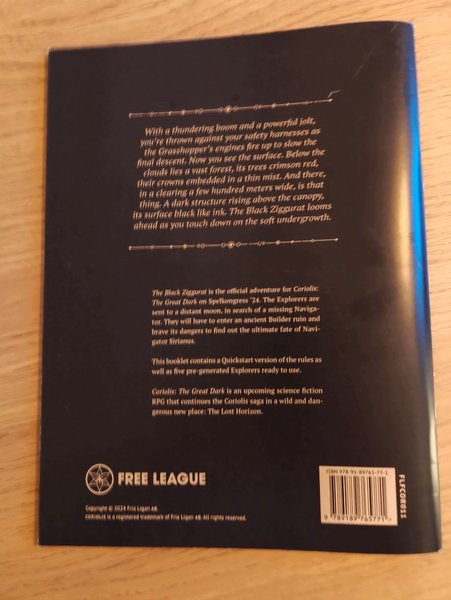 With a thundering boom and a powerful jolt,
you're thrown against your safety harnesses as
the Grasshopper's engines fire up to slow the
final descent. Now you see the surface. Below the
clouds lies a vast forest, its trees crimson red,
their crowns embedded in a thin mist. And there,
in a clearing a few hundred meters wide, is that
thing. A dark structure rising above the canopy,
its surface black like ink. The Black Ziggurat looms
ahead as you touch down on the soft undergrowth.
The Black Ziggurat is the official adventure for Coriolis:
The Great Dark on Spelkongress '24. The Explorers are
sent to a distant moon, in search of a missing Naviga-
tor. They will have to enter an ancient Builder ruin and
brave its dangers to find out the ultimate fate of Navi-
gator Sirianus.
This booklet contains a Quickstart version of the rules as
well as five pre-generated Explorers ready to use.
Coriolis: The Great Dark is an upcoming science fiction
RPG that continues the Coriolis saga in a wild and dan-
gerous new place: The Lost Horizon.
FREE LEAGUE
Copyright © 2024 Fria Ligan AB.
CORIOLIS is a registered trademark of Fria Ligan AB. All rights reserved.
ISBN 978-91-89765-77-1
9 789189 765771 >
FLFCOR011